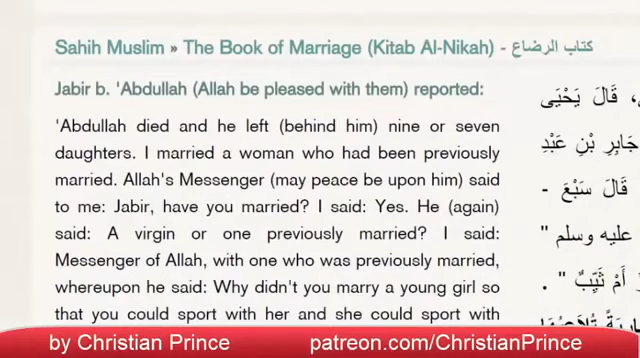 Sahih Muslim » The Book of Marriage (Kitab Al-Nikah) - كتاب الرضاع
Jabir b. 'Abdullah (Allah be pleased with them) reported:
'Abdullah died and he left (behind him) nine or seven
daughters. I married a woman who had been previously
married. Allah's Messenger (may peace be upon him) said
to me: Jabir, have you married? I said: Yes. He (again)
said: A virgin or one previously married? I said:
Messenger of Allah, with one who was previously married,
whereupon he said: Why didn't you marry a young girl so
that you could sport with her and she could sport with
، قَالَ يَحْيَى
جَابِرِ بْنِ عَبْدِ
قَالَ سَبْعَ -
عليه وسلم "
أَمْ ثَيِّبٌ " .
by Christian Prince patreon.com/ChristianPrince